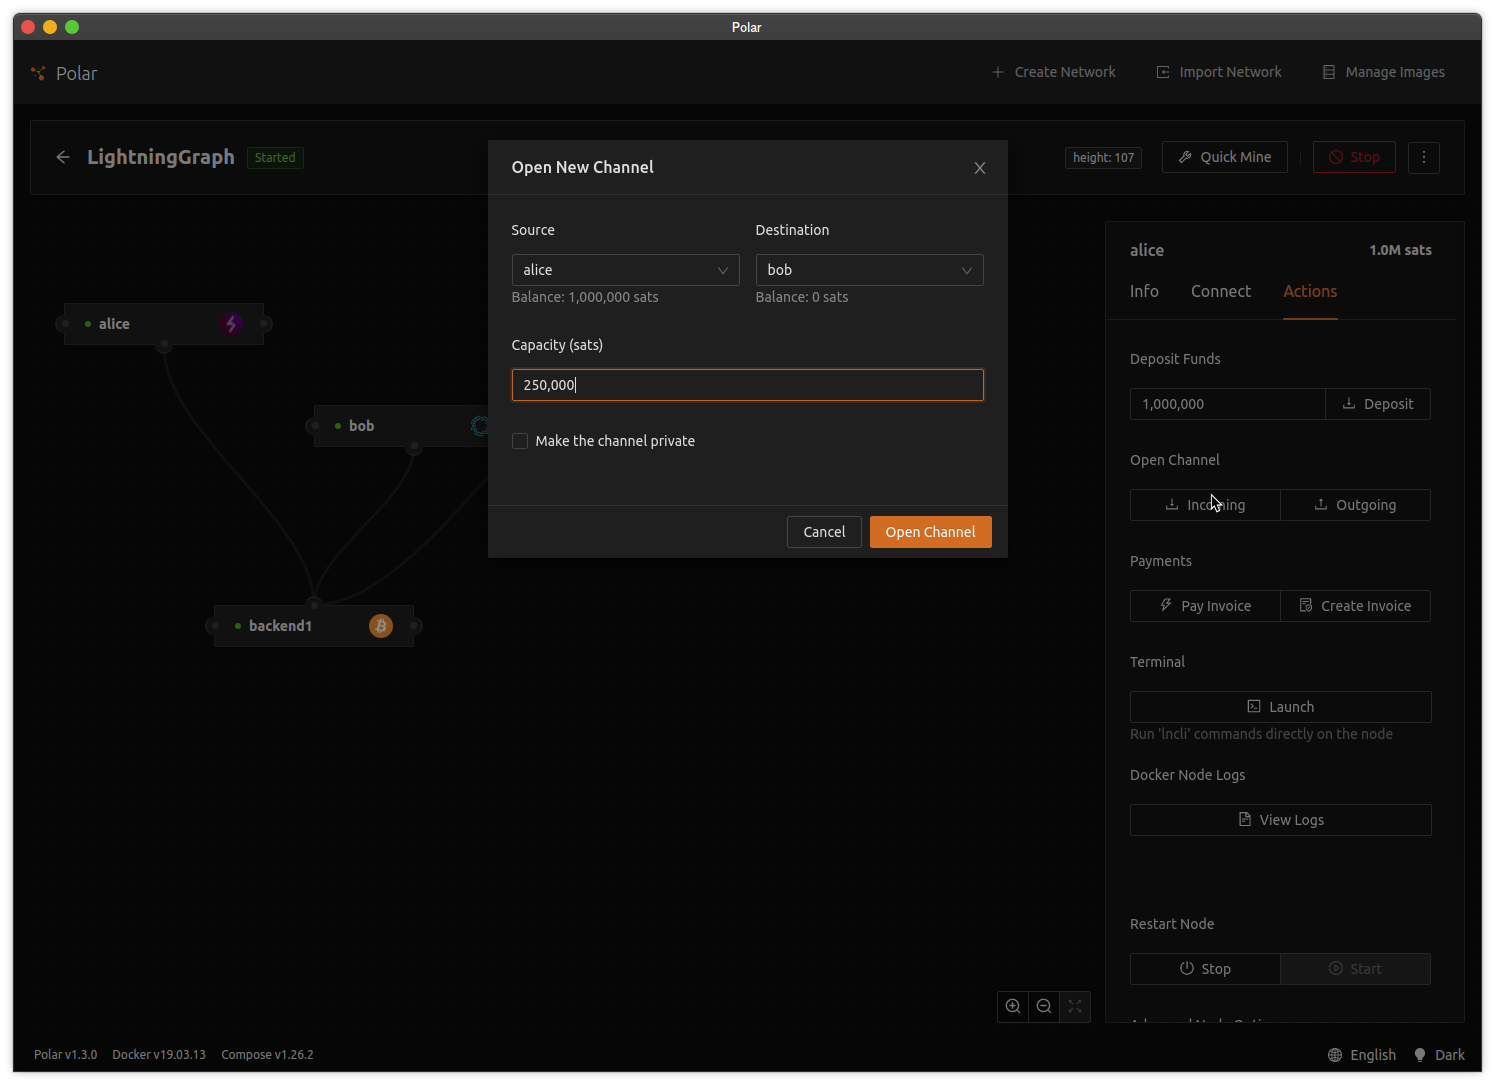 Polar
Polar
Create Network
Import Network
Manage Images
LightningGraph
Started
height: 107
Quick Mine
Stop
Open New Channel
Source
Destination
alice
bob
Balance: 1,000,000 sats
Balance: 0 sats
Capacity (sats)
250,000
Make the channel private
Cancel
Open Channel
alice
bob
backend1
alice
1.0M sats
Info
Connect
Actions
Deposit Funds
1,000,000
Deposit
Open Channel
Incoming
Outgoing
Payments
Pay Invoice
Create Invoice
Terminal
Launch
Run 'lncli' commands directly on the node
Docker Node Logs
View Logs
Restart Node
Stop
Start
Polar v1.3.0
Docker v19.03.13
Compose v1.26.2
English
Dark